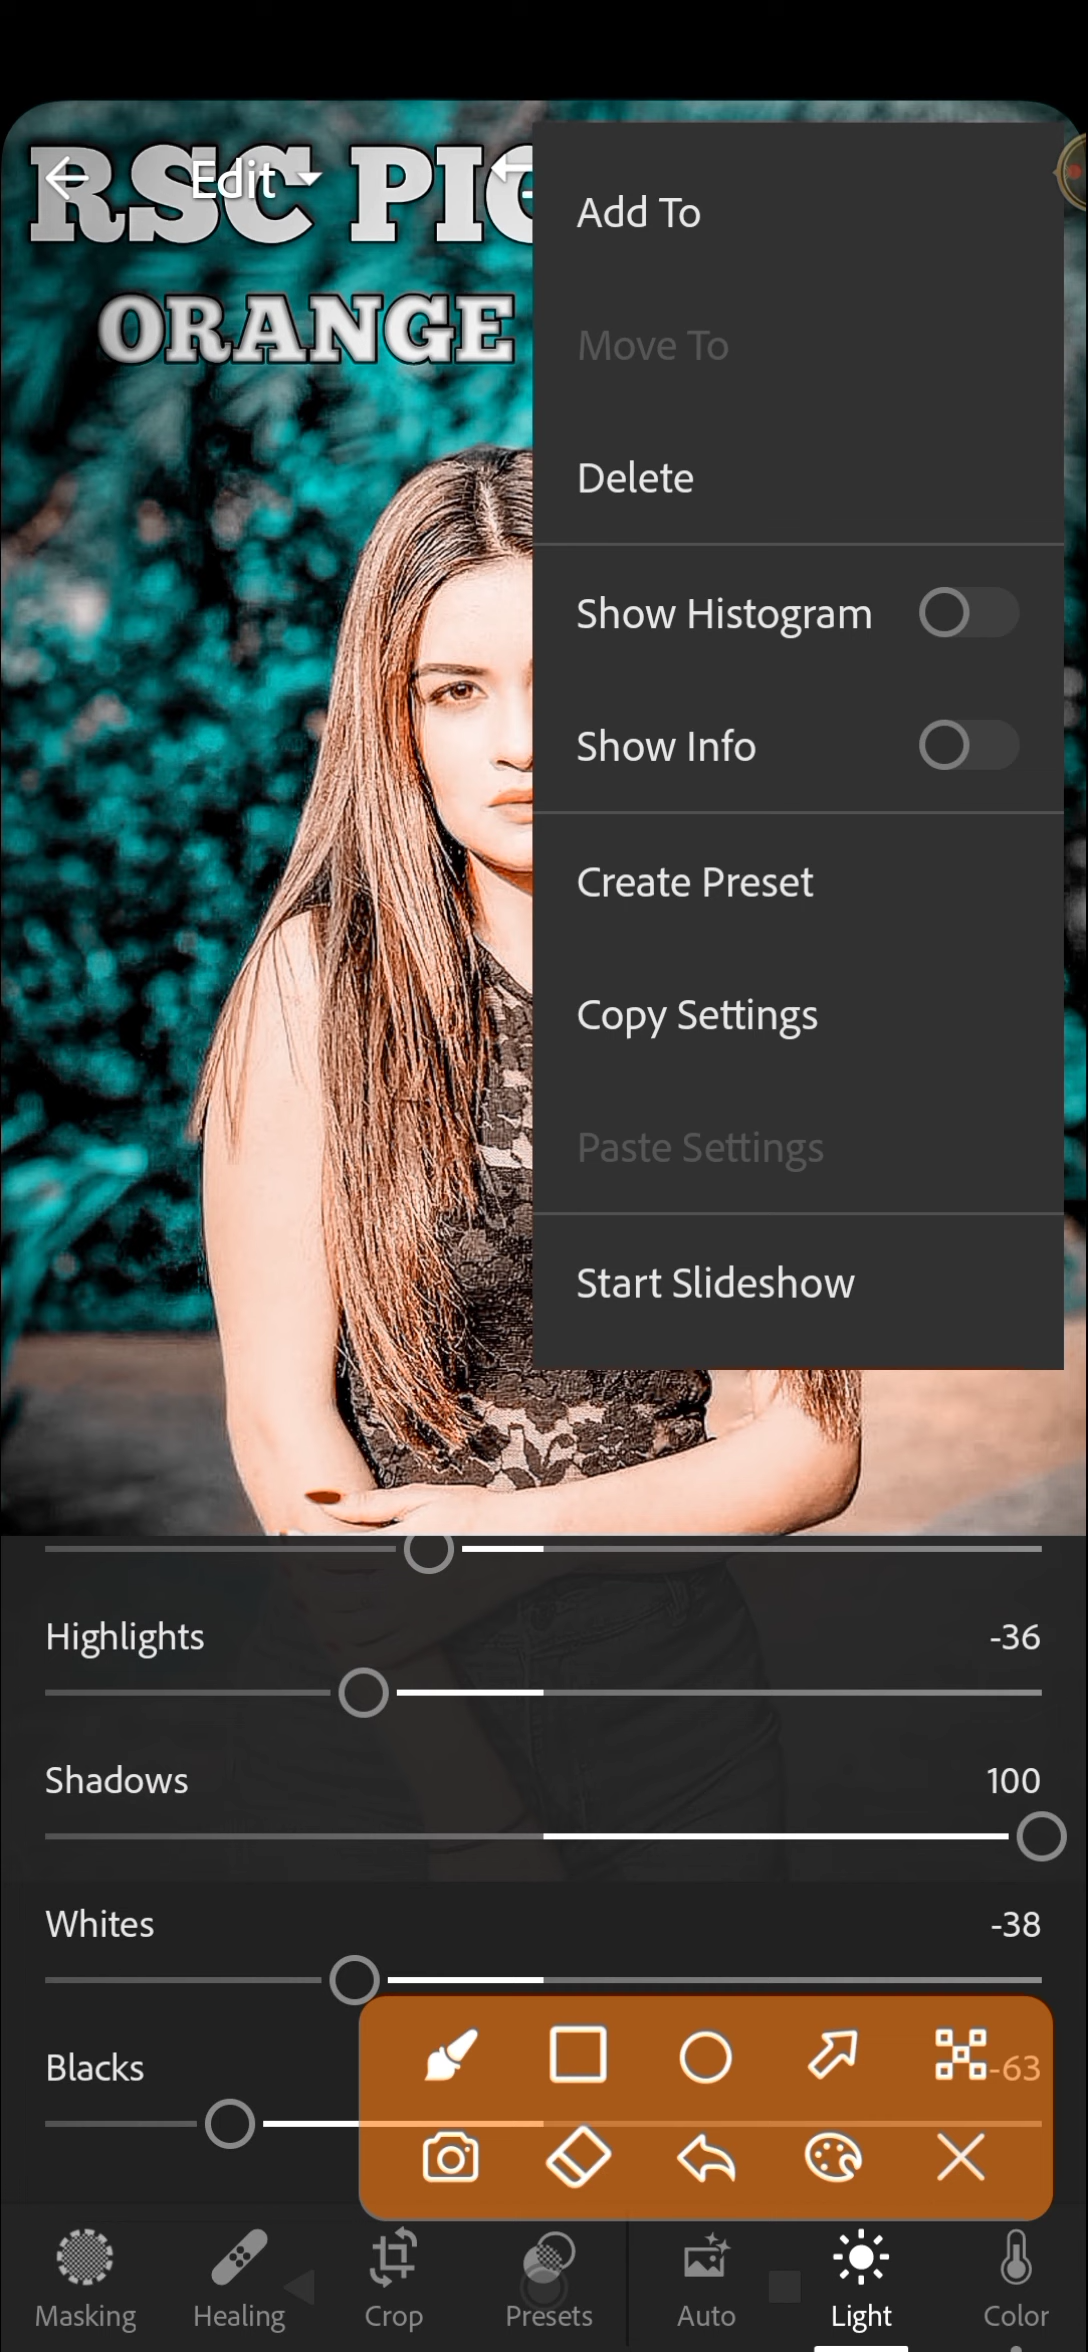 RSC PIC
Edit
ORANGE
Add To
Move To
Delete
Show Histogram
Show Info
Create Preset
Copy Settings
Paste Settings
Start Slideshow
Highlights -36
Shadows 100
Whites -38
Blacks -63
Masking Healing Crop Presets Auto Light Color